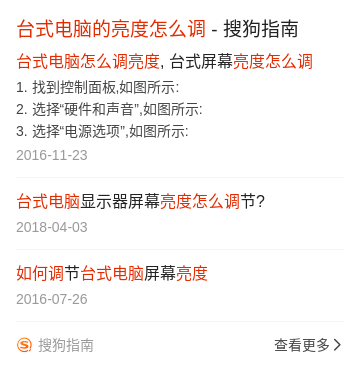 台式电脑的亮度怎么调 - 搜狗指南
台式电脑怎么调亮度, 台式屏幕亮度怎么调
1. 找到控制面板,如图所示:
2. 选择“硬件和声音”,如图所示:
3. 选择“电源选项”,如图所示:
2016-11-23
台式电脑显示器屏幕亮度怎么调节?
2018-04-03
如何调节台式电脑屏幕亮度
2016-07-26
搜狗指南 查看更多